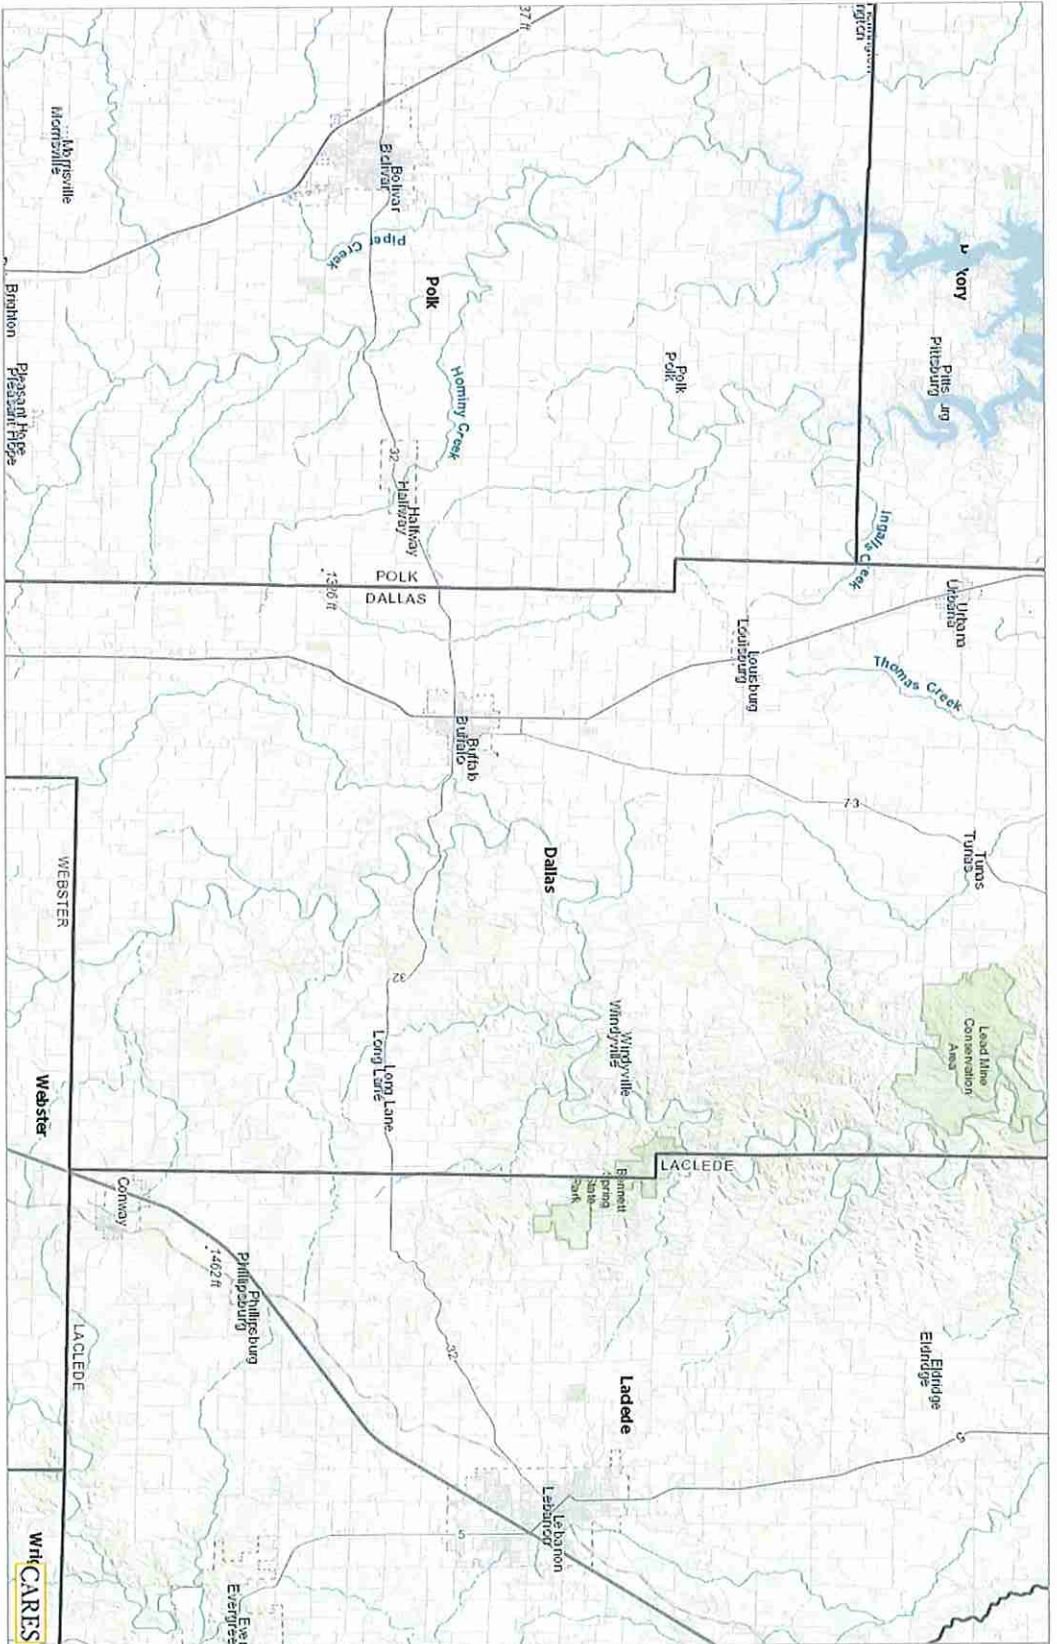 37 ft
Morrisville
Morrisville
Bolivar
Bolivar
Pipe
Creek
Polk
Brighton
Pleasant Hope
Pleasant Hope
Hominy Creek
Polk
Polk
Pittsburg
32
Halfway
Halfway
Ingalls Creek
POLK
DALLAS
Urbana
Urbana
Louisburg
Louisburg
Thomas Creek
Buffalo
Buffalo
73
Tunas
Tunas
Dallas
WEBSTER
32
Windyville
Windyville
Long Lane
Long Lane
Lead Mine
Conservation
Area
Webster
LACLEDE
Bennett
Spring
State
Park
Conway
1462 ft
Phillipsburg
Phillipsburg
LACLEDE
32
Laclede
Eldridge
Eldridge
5
Lebanon
Lebanon
5
CARES